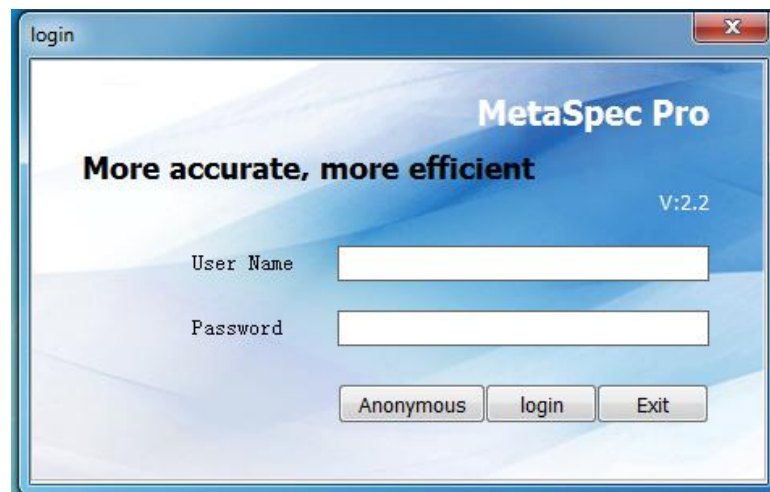 login
MetaSpec Pro
More accurate, more efficient
V:2.2
User Name
Password
Anonymous login Exit